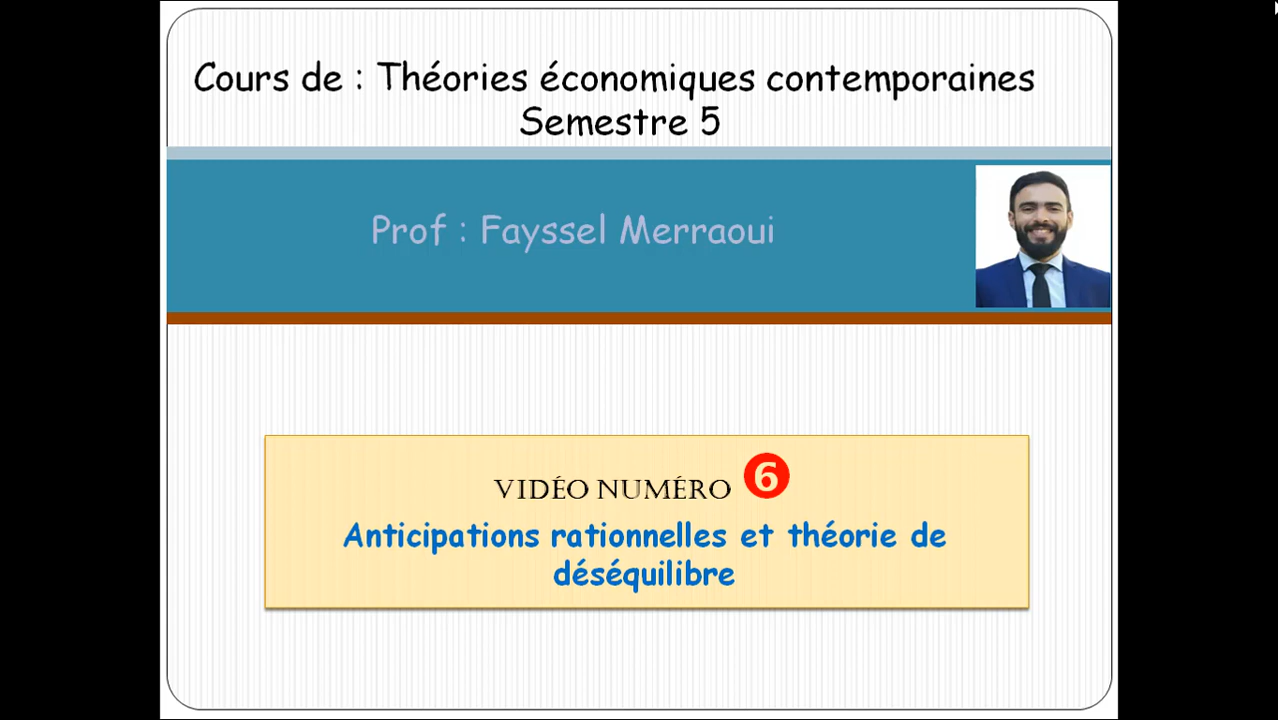 Cours de : Théories économiques contemporaines
Semestre 5
Prof : Fayssel Merraoui
VIDÉO NUMÉRO 6
Anticipations rationnelles et théorie de
déséquilibre